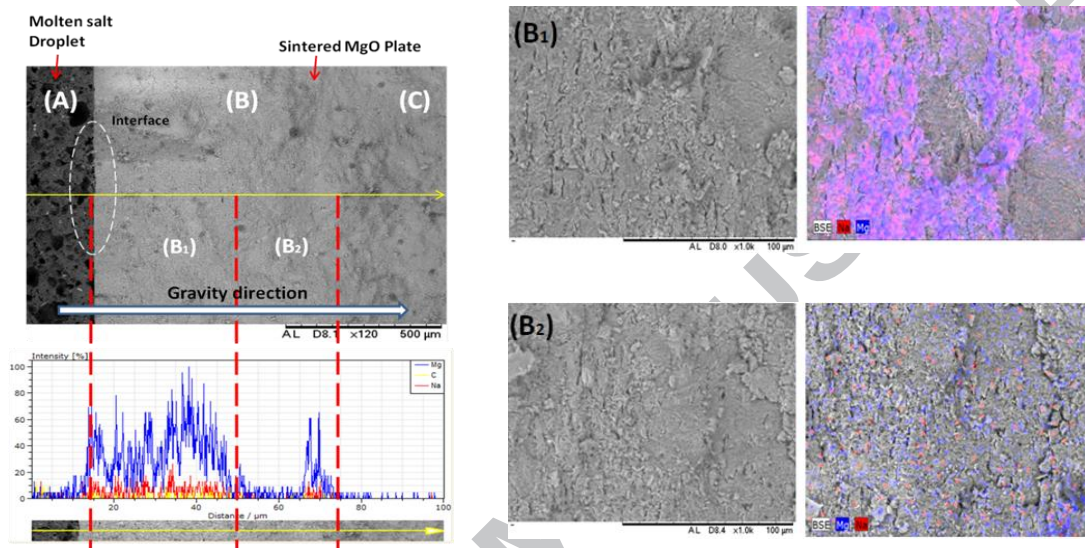 Molten salt
Droplet
Sintered MgO Plate
(A)
(B)
(C)
Interface
(B1)
(B2)
Gravity direction
AL D8.1 x120 500 µm
Intensity [%]
100
80
60
40
20
0
Mg
C
Na
0
20
40
60
80
100
Distance / µm
(B1)
AL D8.0 x1.0k 100 µm
BSE Na Mg
(B2)
AL D8.4 x1.0k 100 µm
BSE Mg Na